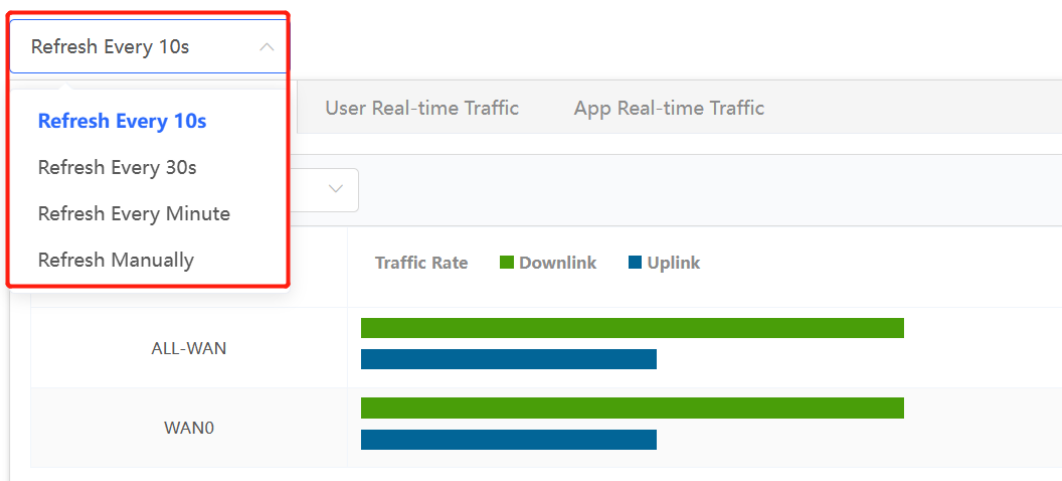 Refresh Every 10s
Refresh Every 10s
Refresh Every 30s
Refresh Every Minute
Refresh Manually
User Real-time Traffic App Real-time Traffic
Traffic Rate Downlink Uplink
ALL-WAN
WAN0